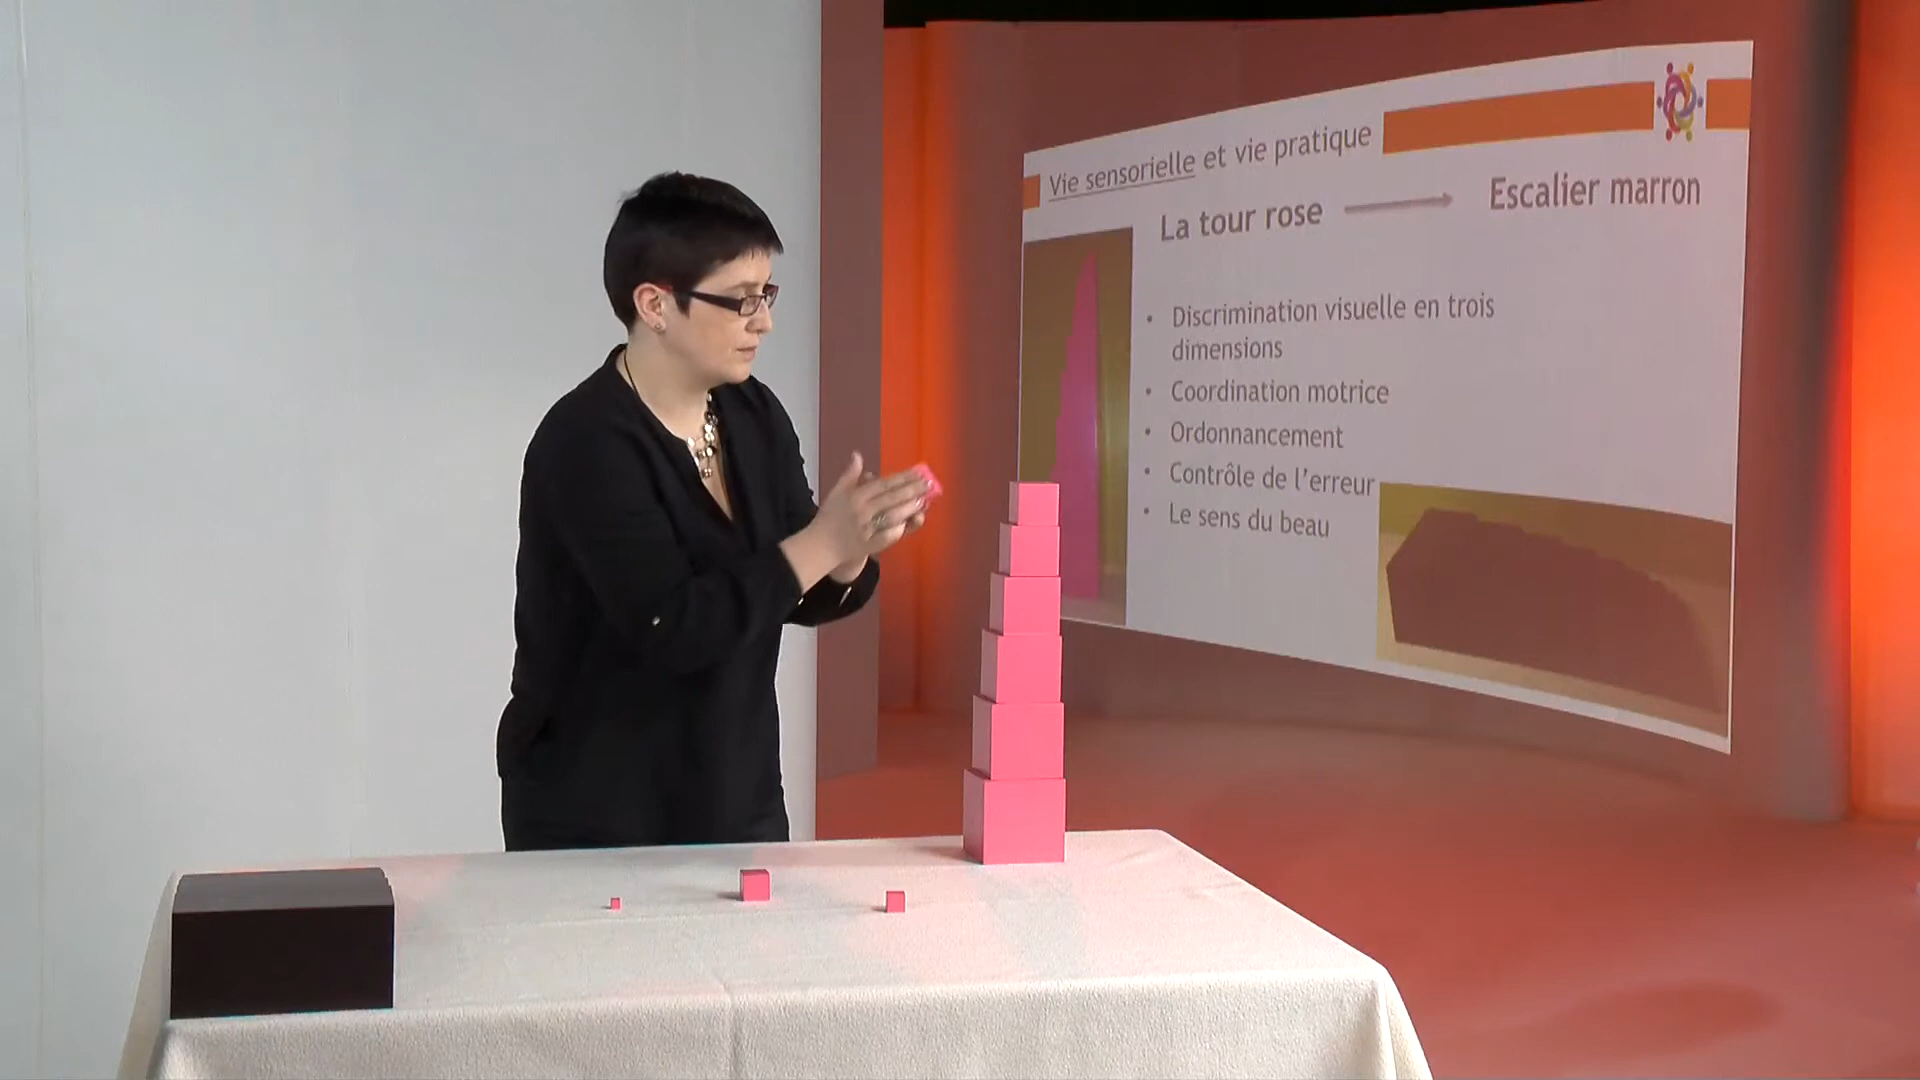 Vie sensorielle et vie pratique
La tour rose
Escalier marron
• Discrimination visuelle en trois
dimensions
• Coordination motrice
• Ordonnancement
• Contrôle de l'erreur
• Le sens du beau